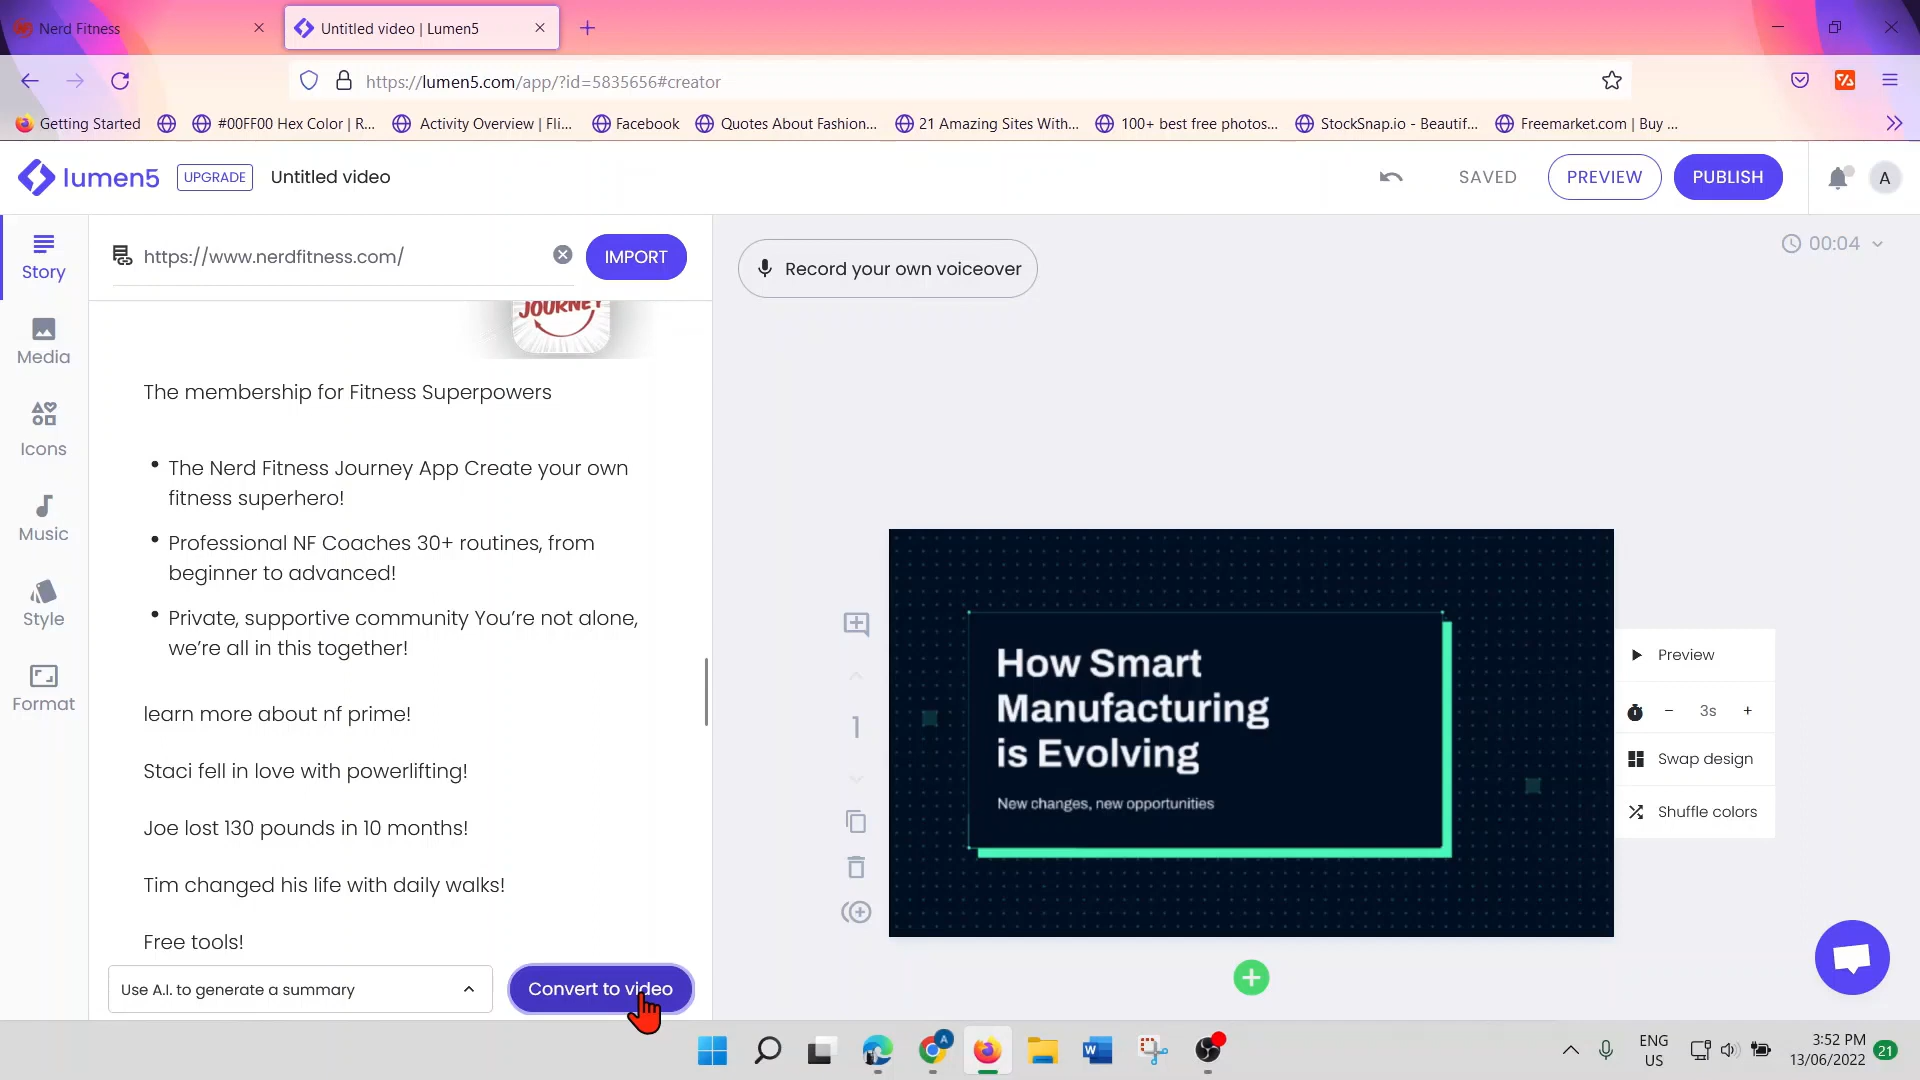 Nerd Fitness
Untitled video | Lumen5
https://lumen5.com/app/?id=5835656#creator
Getting Started
#00FF00 Hex Color | R...
Activity Overview | Fli...
Facebook
Quotes About Fashion...
21 Amazing Sites With...
100+ best free photos...
StockSnap.io - Beautif...
Freemarket.com | Buy ...
lumen5
UPGRADE
Untitled video
SAVED
PREVIEW
PUBLISH
A
Story
Media
Icons
Music
Style
Format
https://www.nerdfitness.com/
IMPORT
JOURNEY
The membership for Fitness Superpowers
• The Nerd Fitness Journey App Create your own
fitness superhero!
• Professional NF Coaches 30+ routines, from
beginner to advanced!
• Private, supportive community You’re not alone,
we’re all in this together!
learn more about nf prime!
Staci fell in love with powerlifting!
Joe lost 130 pounds in 10 months!
Tim changed his life with daily walks!
Free tools!
Use A.I. to generate a summary
Convert to video
Record your own voiceover
00:04
1
How Smart
Manufacturing
is Evolving
New changes, new opportunities
Preview
3s
Swap design
Shuffle colors
A
ENG
US
3:52 PM
13/06/2022
21